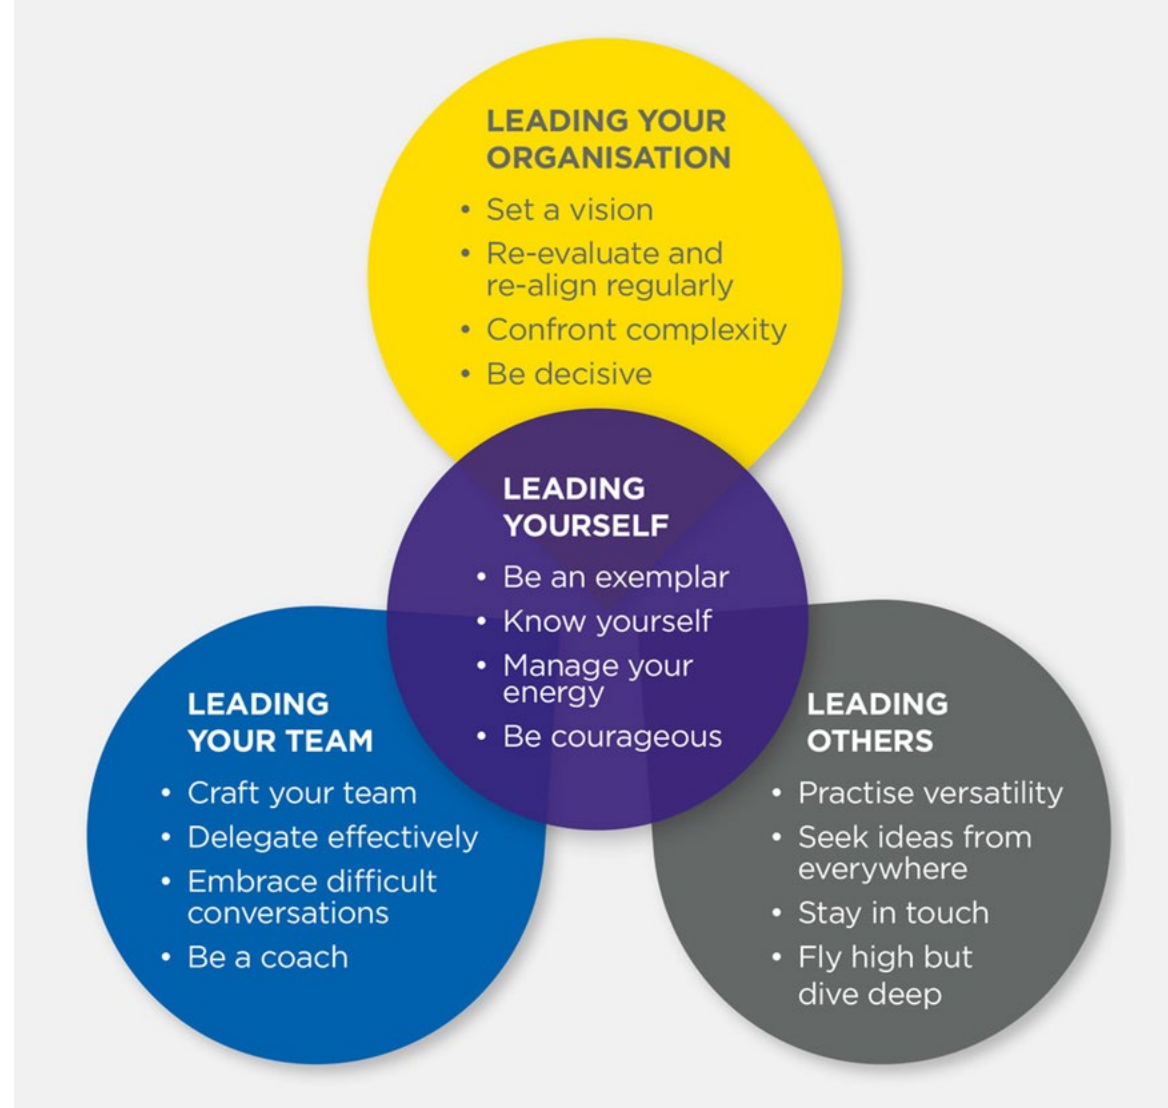 LEADING YOUR
ORGANISATION
• Set a vision
• Re-evaluate and
re-align regularly
• Confront complexity
• Be decisive
LEADING
YOURSELF
• Be an exemplar
• Know yourself
• Manage your
energy
• Be courageous
LEADING
YOUR TEAM
• Craft your team
• Delegate effectively
• Embrace difficult
conversations
• Be a coach
LEADING
OTHERS
• Practise versatility
• Seek ideas from
everywhere
• Stay in touch
• Fly high but
dive deep